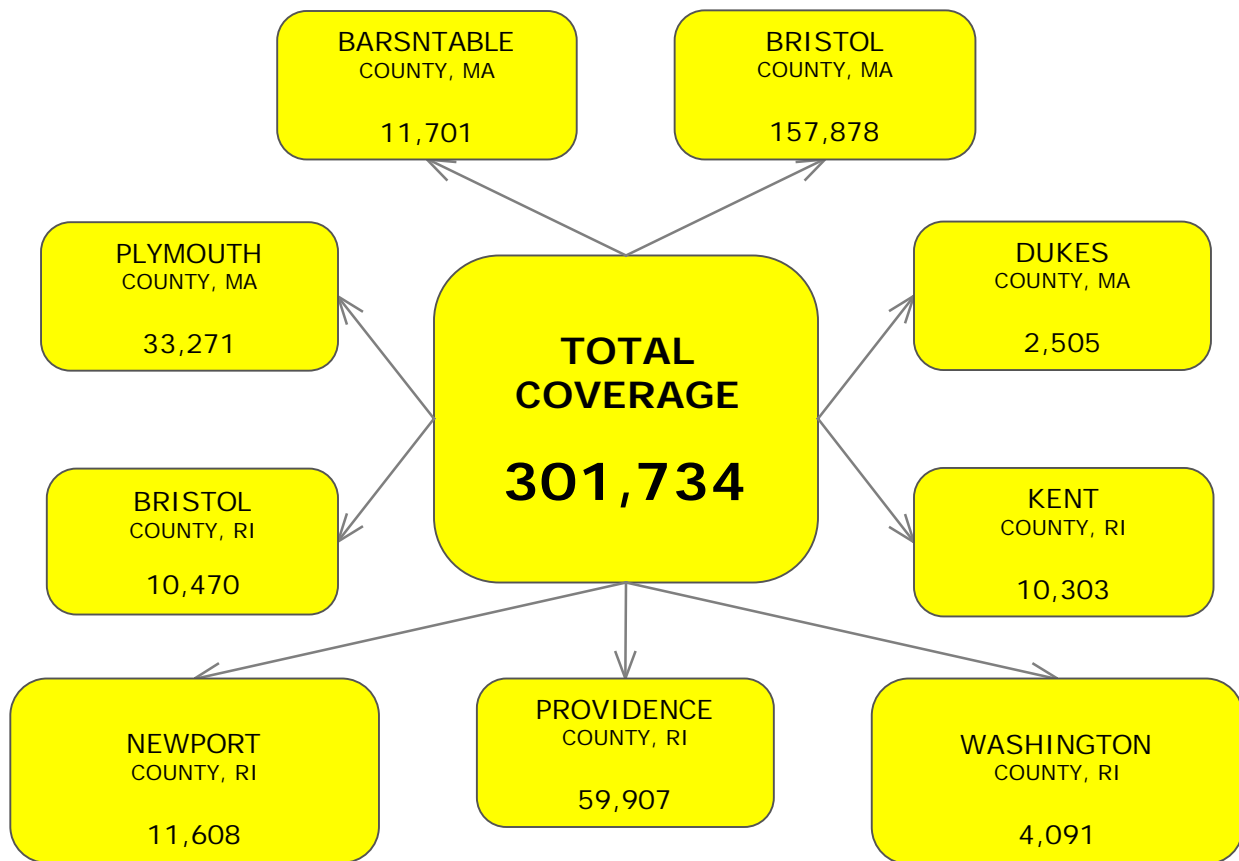 BARSNTABLE
COUNTY, MA
11,701
BRISTOL
COUNTY, MA
157,878
PLYMOUTH
COUNTY, MA
33,271
DUKES
COUNTY, MA
2,505
TOTAL
COVERAGE
301,734
BRISTOL
COUNTY, RI
10,470
KENT
COUNTY, RI
10,303
NEWPORT
COUNTY, RI
11,608
PROVIDENCE
COUNTY, RI
59,907
WASHINGTON
COUNTY, RI
4,091